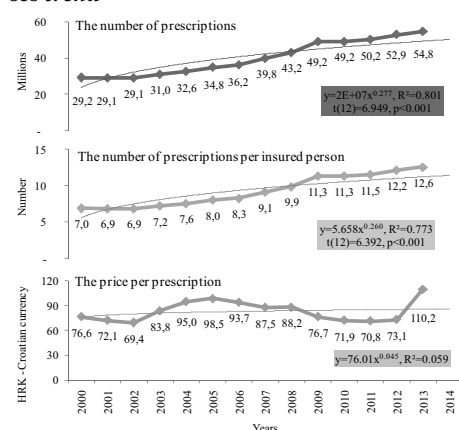 The number of prescriptions
Millions
60
40
20
-
29,2 29,1 29,1 31,0 32,6 34,8 36,2 39,8 43,2 49,2 49,2 50,2 52,9 54,8
y=2E+07x^0.277, R²=0.801
t(12)=6.949, p<0.001
The number of prescriptions per insured person
Number
15
10
5
-
7,0 6,9 6,9 7,2 7,6 8,0 8,3 9,1 9,9 11,3 11,3 11,5 12,2 12,6
y=5.658x^0.260, R²=0.773
t(12)=6.392, p<0.001
The price per prescription
HRK - Croatian currency
120
90
60
30
0
76,6 72,1 69,4 83,8 95,0 98,5 93,7 87,5 88,2 76,7 71,9 70,8 73,1 110,2
y=76.01x^0.045, R²=0.059
2000 2001 2002 2003 2004 2005 2006 2007 2008 2009 2010 2011 2012 2013 2014
Years